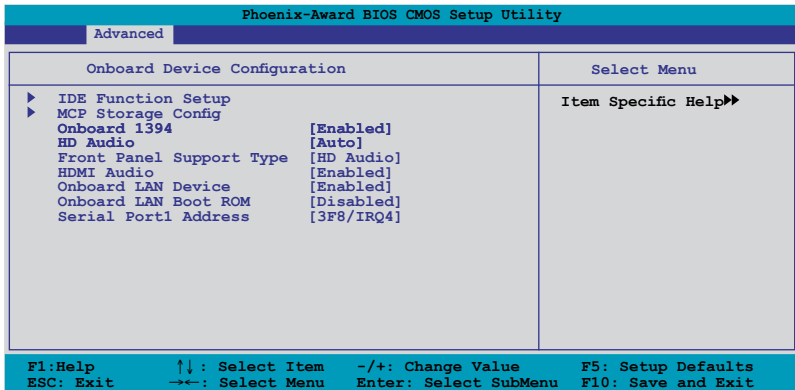 Phoenix-Award BIOS CMOS Setup Utility
Advanced
Onboard Device Configuration
Select Menu
▶ IDE Function Setup
Item Specific Help▶▶
▶ MCP Storage Config
Onboard 1394 [Enabled]
HD Audio [Auto]
Front Panel Support Type [HD Audio]
HDMI Audio [Enabled]
Onboard LAN Device [Enabled]
Onboard LAN Boot ROM [Disabled]
Serial Port1 Address [3F8/IRQ4]
F1:Help ↑↓: Select Item -/+: Change Value F5: Setup Defaults
ESC: Exit →←: Select Menu Enter: Select SubMenu F10: Save and Exit